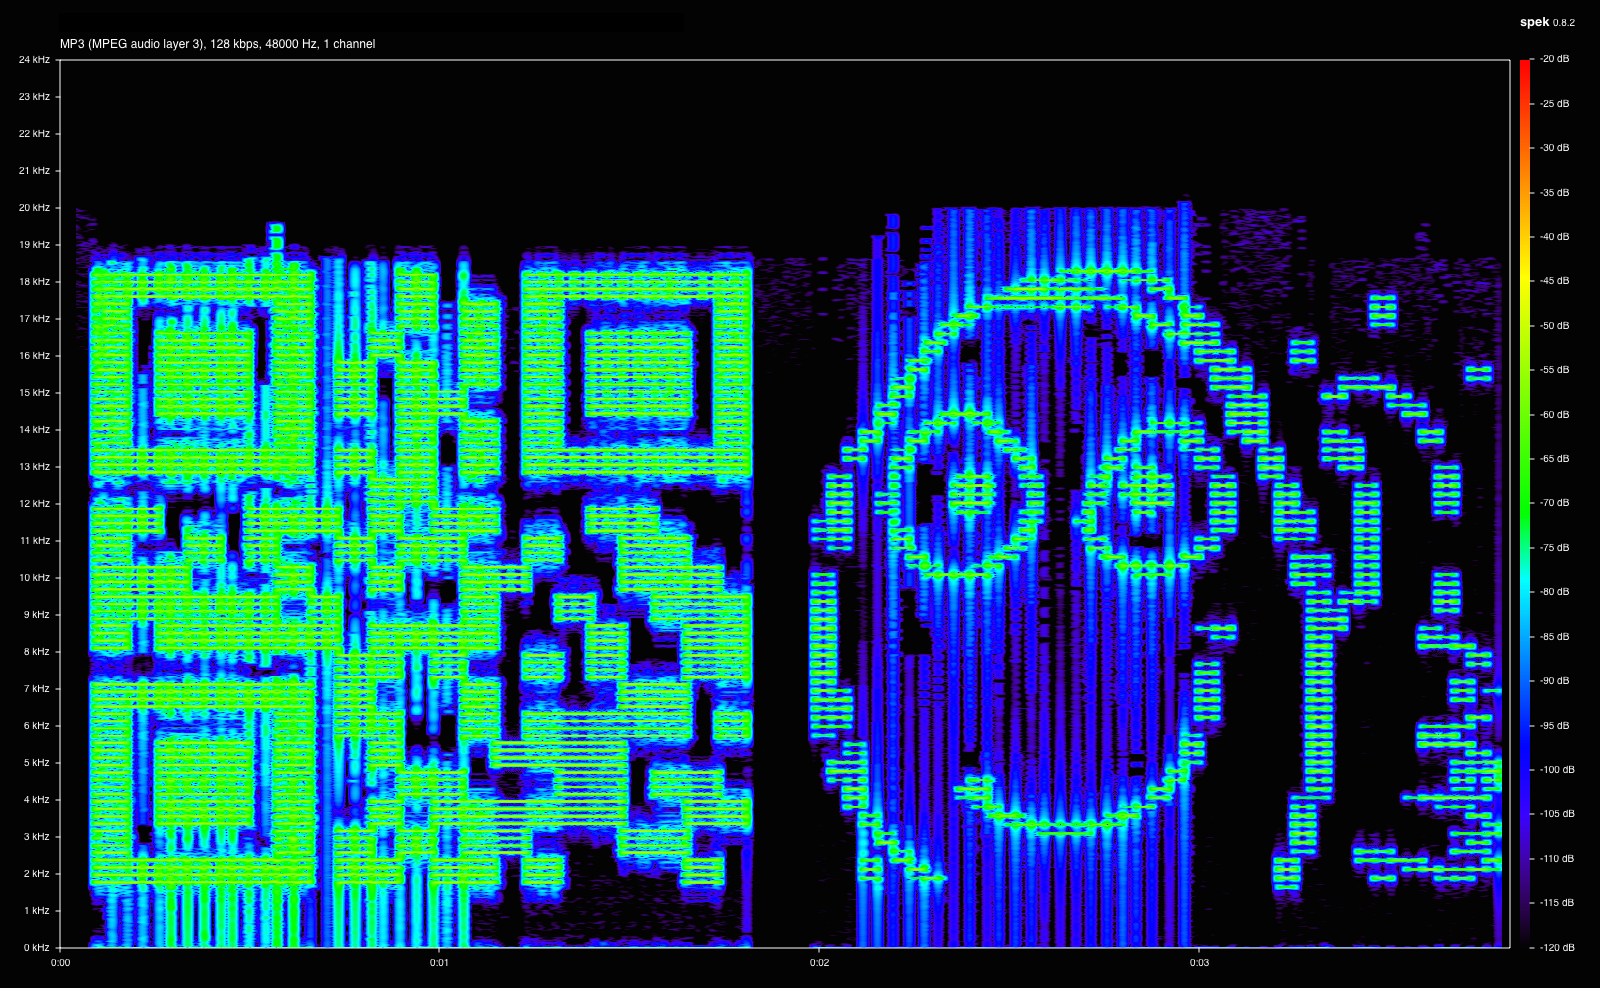 spek 0.8.2
MP3 (MPEG audio layer 3), 128 kbps, 48000 Hz, 1 channel
24 kHz
23 kHz
22 kHz
21 kHz
20 kHz
19 kHz
18 kHz
17 kHz
16 kHz
15 kHz
14 kHz
13 kHz
12 kHz
11 kHz
10 kHz
9 kHz
8 kHz
7 kHz
6 kHz
5 kHz
4 kHz
3 kHz
2 kHz
1 kHz
0 kHz
0:00 0:01 0:02 0:03
-20 dB
-25 dB
-30 dB
-35 dB
-40 dB
-45 dB
-50 dB
-55 dB
-60 dB
-65 dB
-70 dB
-75 dB
-80 dB
-85 dB
-90 dB
-95 dB
-100 dB
-105 dB
-110 dB
-115 dB
-120 dB